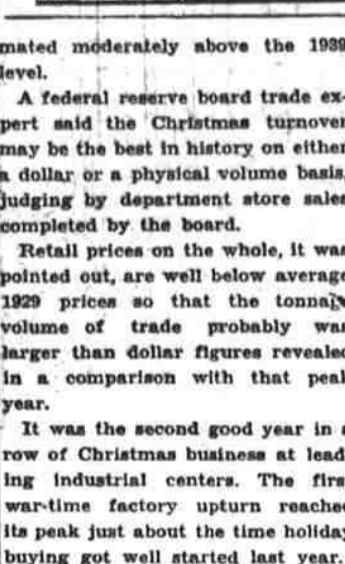 mated moderately above the 1939
level.
A federal reserve board trade ex-
pert said the Christmas turnover
may be the best in history on either
a dollar or a physical volume basis,
judging by department store sales
completed by the board.
Retail prices on the whole, it was
pointed out, are well below average
1929 prices so that the
volume of trade probably was
larger than dollar figures revealed
in a comparison with that peak
year.
It was the second good year in a
row of Christmas business at lead-
ing industrial centers. The first
war-time factory upturn reached
its peak just about the time holiday
buying got well started last year.